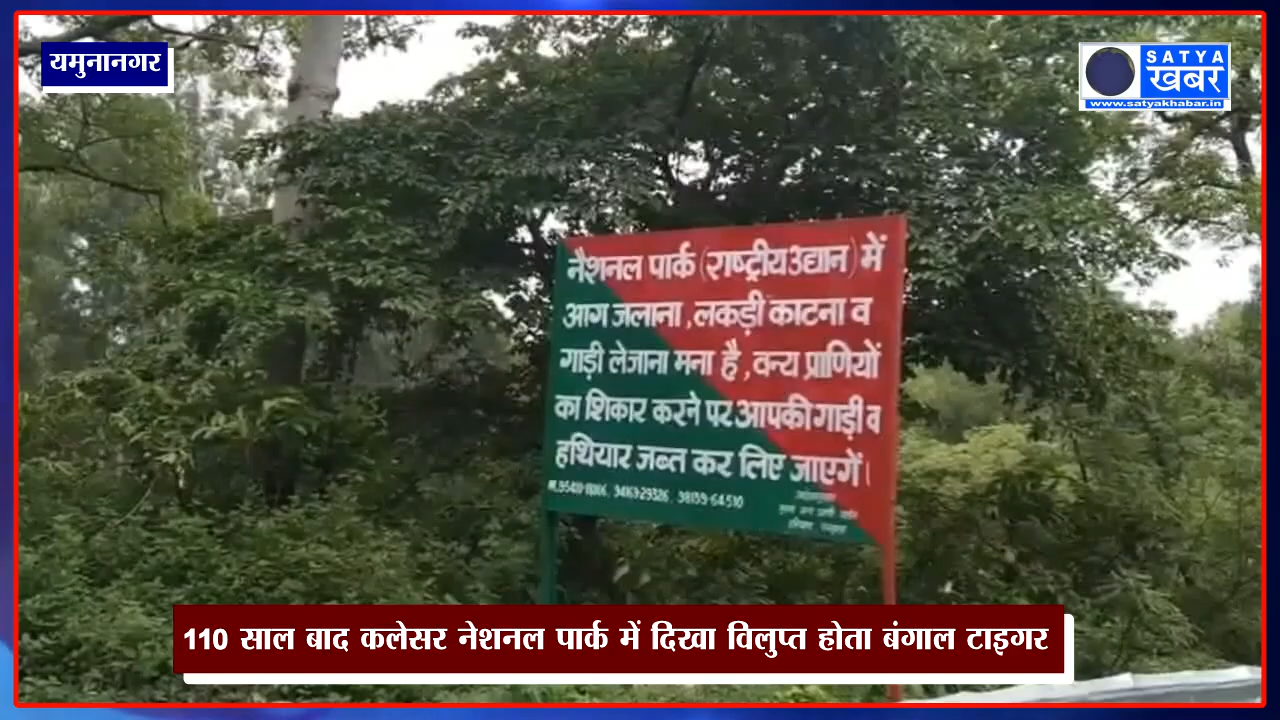 यमुनानगर
SATYA
खबर
www.satyakhabar.in
नैशनल पार्क (राष्ट्रीय उद्यान) में
आग जलाना, लकड़ी काटना व
गाड़ी लेजाना मना है, वन्य प्राणियों
का शिकार करने पर आपकी गाड़ी व
हथियार जब्त कर लिए जाएगें।
110 साल बाद कलेसर नेशनल पार्क में दिखा विलुप्त होता बंगाल टाइगर